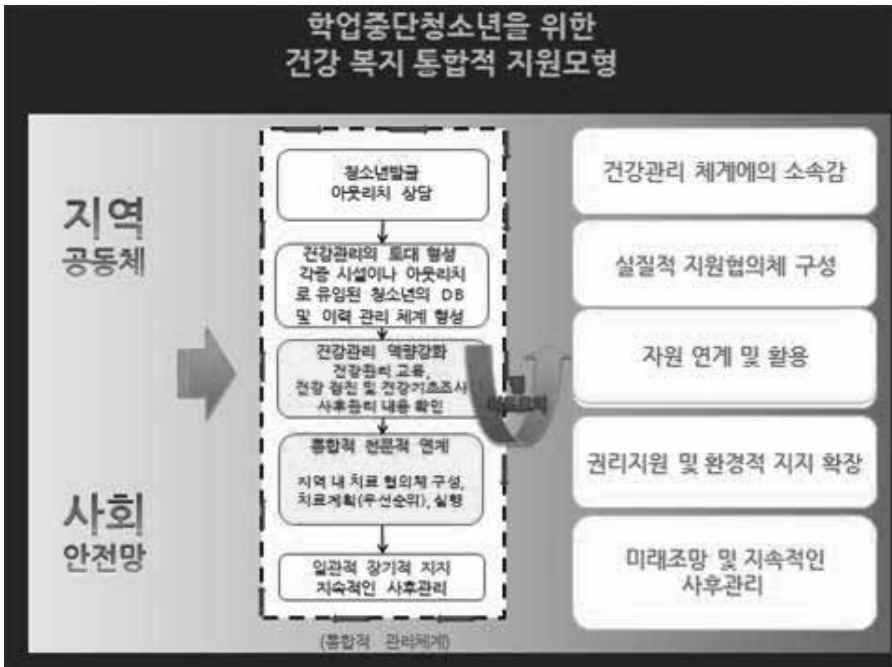 학업중단청소년을 위한
건강 복지 통합적 지원모형
지역
공동체
사회
안전망
청소년발굴
아웃리치 상담
건강관리의 토대 형성
각종 시설이나 아웃리치
로 유입된 청소년의 DB
및 이력 관리 체계 형성
건강관리 역량강화
건강관리 교육,
건강 검진 및 건강기초조사
사후관리 내용 확인
통합적 전문적 연계
지역 내 치료 협의체 구성,
치료계획(우선순위), 실행
일관적 장기적 지지
지속적인 사후관리
(통합적 관리체계)
건강관리 체계에의 소속감
실질적 지원협의체 구성
자원 연계 및 활용
권리지원 및 환경적 지지 확장
미래조망 및 지속적인
사후관리